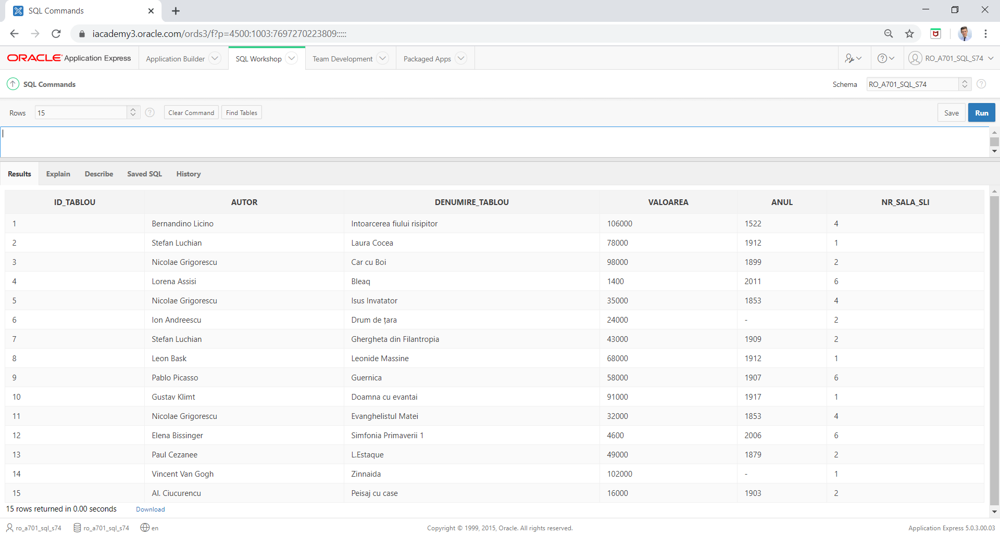 SQL Commands
iacademy3.oracle.com/ords3/f?p=4500:1003:7697270223809:::::
ORACLE Application Express Application Builder SQL Workshop Team Development Packaged Apps RO_A701_SQL_S74
SQL Commands Schema RO_A701_SQL_S74
Rows 15 Clear Command Find Tables Save Run
Results Explain Describe Saved SQL History
ID_TABLOU AUTOR DENUMIRE_TABLOU VALOAREA ANUL NR_SALA_SLI
1 Bernandino Licino Intoarcerea fiului risipitor 106000 1522 4
2 Stefan Luchian Laura Cocea 78000 1912 1
3 Nicolae Grigorescu Car cu Boi 98000 1899 2
4 Lorena Assisi Bleaq 1400 2011 6
5 Nicolae Grigorescu Isus Invatator 35000 1853 4
6 Ion Andreescu Drum de țara 24000 - 2
7 Stefan Luchian Ghergheta din Filantropia 43000 1909 2
8 Leon Bask Leonide Massine 68000 1912 1
9 Pablo Picasso Guernica 58000 1907 6
10 Gustav Klimt Doamna cu evantai 91000 1917 1
11 Nicolae Grigorescu Evanghelistul Matei 32000 1853 4
12 Elena Bissinger Simfonia Primaverii 1 4600 2006 6
13 Paul Cezanee L.Estaque 49000 1879 2
14 Vincent Van Gogh Zinnaida 102000 - 1
15 Al. Ciucurencu Peisaj cu case 16000 1903 2
15 rows returned in 0.00 seconds Download
ro_a701_sql_s74 ro_a701_sql_s74 en Copyright © 1999, 2015, Oracle. All rights reserved. Application Express 5.0.3.00.03